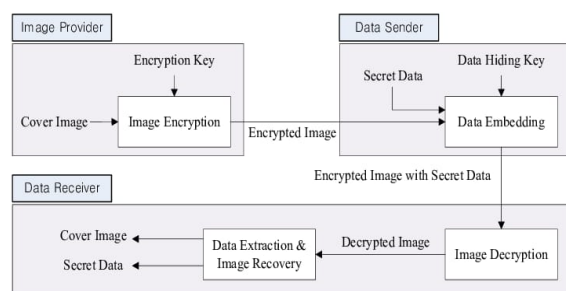 Image Provider
Data Sender
Encryption Key
Data Hiding Key
Secret Data
Cover Image
Image Encryption
Data Embedding
Encrypted Image
Encrypted Image with Secret Data
Data Receiver
Cover Image
Secret Data
Data Extraction &
Image Recovery
Decrypted Image
Image Decryption